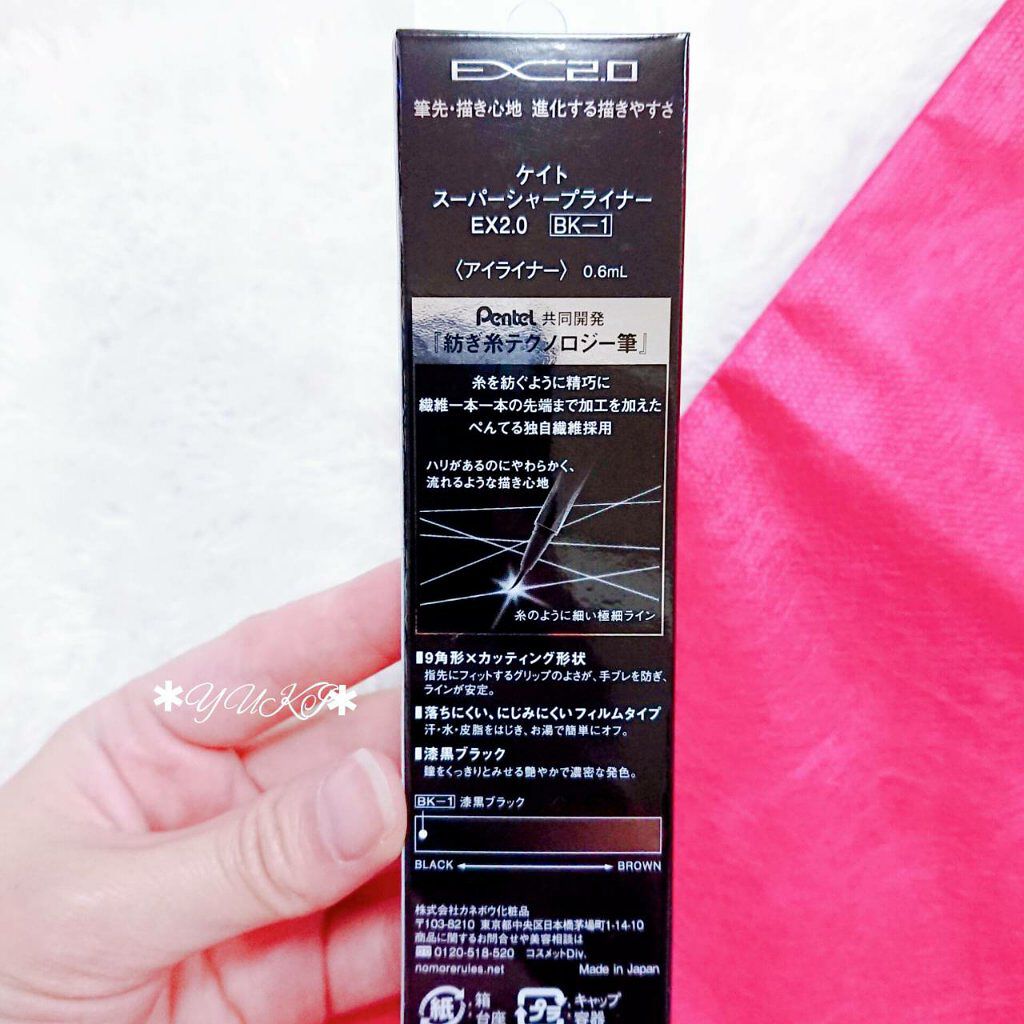 EX2.0
筆先・描き心地 進化する描きやすさ
ケイト
スーパーシャープライナー
EX2.0 BK-1
〈アイライナー〉 0.6mL
Pentel 共同開発
『紡ぎ糸テクノロジー筆』
糸を紡ぐように精巧に
繊維一本一本の先端まで加工を加えた
ぺんてる独自繊維採用
ハリがあるのにやわらかく、
流れるような描き心地
糸のように細い極細ライン
9角形×カッティング形状
指先にフィットするグリップのよさが、手ブレを防ぎ、
ラインが安定。
落ちにくい、にじみにくいフィルムタイプ
汗・水・皮脂をはじき、お湯で簡単にオフ。
漆黒ブラック
瞳をくっきりとみせる艶やかで濃密な発色。
BK-1 漆黒ブラック
BLACK BROWN
株式会社カネボウ化粧品
〒103-8210 東京都中央区日本橋茅場町1-14-10
商品に関するお問合せや美容相談は
0120-518-520 コスメットDiv.
nomorerules.net Made in Japan
紙 箱 プラ キャップ
台座 容器
*YUKI*